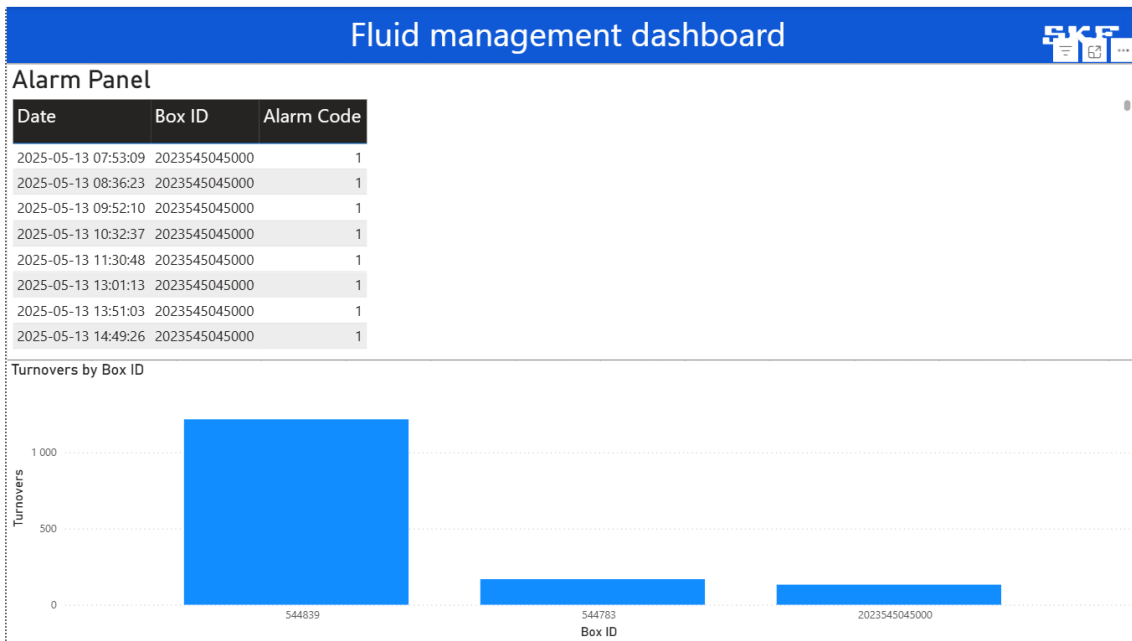 Fluid management dashboard
SKF
Alarm Panel
Date Box ID Alarm Code
2025-05-13 07:53:09 2023545045000 1
2025-05-13 08:36:23 2023545045000 1
2025-05-13 09:52:10 2023545045000 1
2025-05-13 10:32:37 2023545045000 1
2025-05-13 11:30:48 2023545045000 1
2025-05-13 13:01:13 2023545045000 1
2025-05-13 13:51:03 2023545045000 1
2025-05-13 14:49:26 2023545045000 1
Turnovers by Box ID
Turnovers
1 000
500
0
544839 544783 2023545045000
Box ID